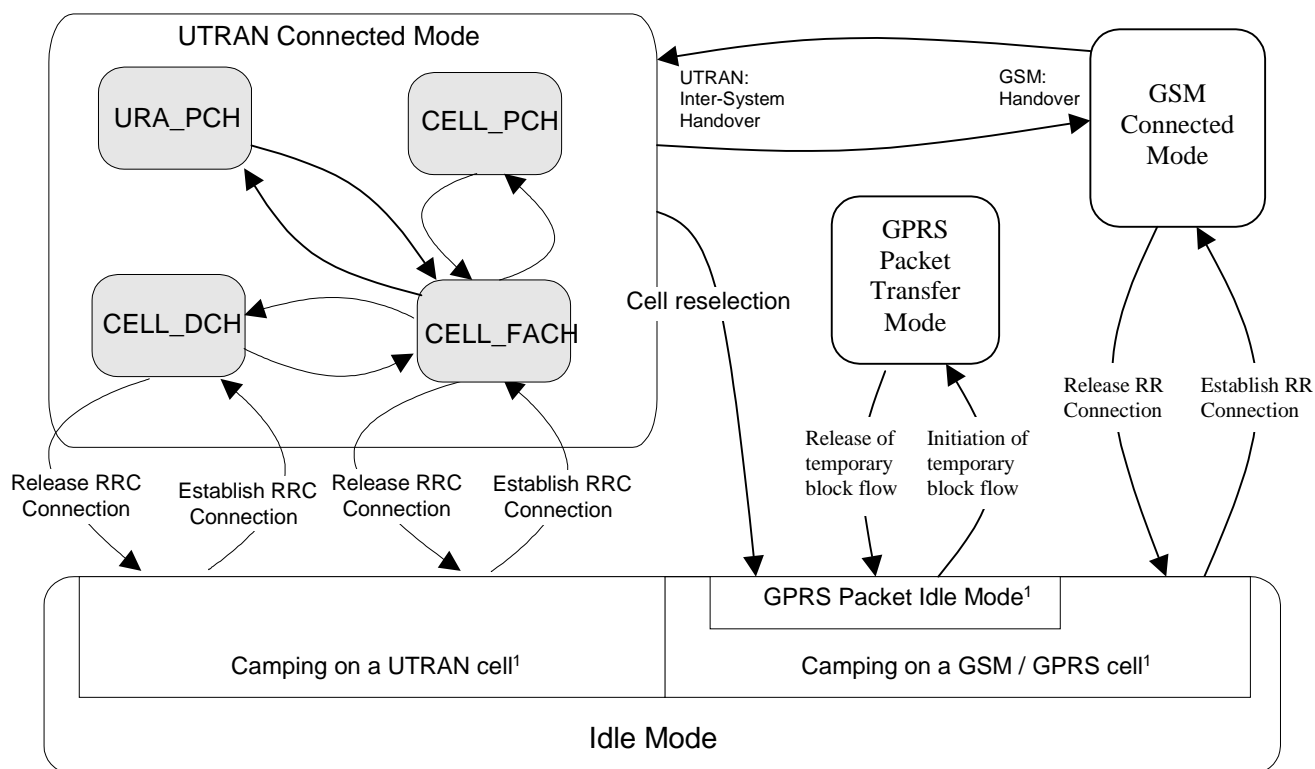 UTRAN Connected Mode
URA_PCH
CELL_PCH
CELL_DCH
CELL_FACH
UTRAN:
Inter-System
Handover
GSM:
Handover
GSM
Connected
Mode
GPRS
Packet
Transfer
Mode
Cell reselection
Release RRC
Connection
Establish RRC
Connection
Release RRC
Connection
Establish RRC
Connection
Release of
temporary
block flow
Initiation of
temporary
block flow
Release RR
Connection
Establish RR
Connection
GPRS Packet Idle Mode¹
Camping on a UTRAN cell¹
Camping on a GSM / GPRS cell¹
Idle Mode